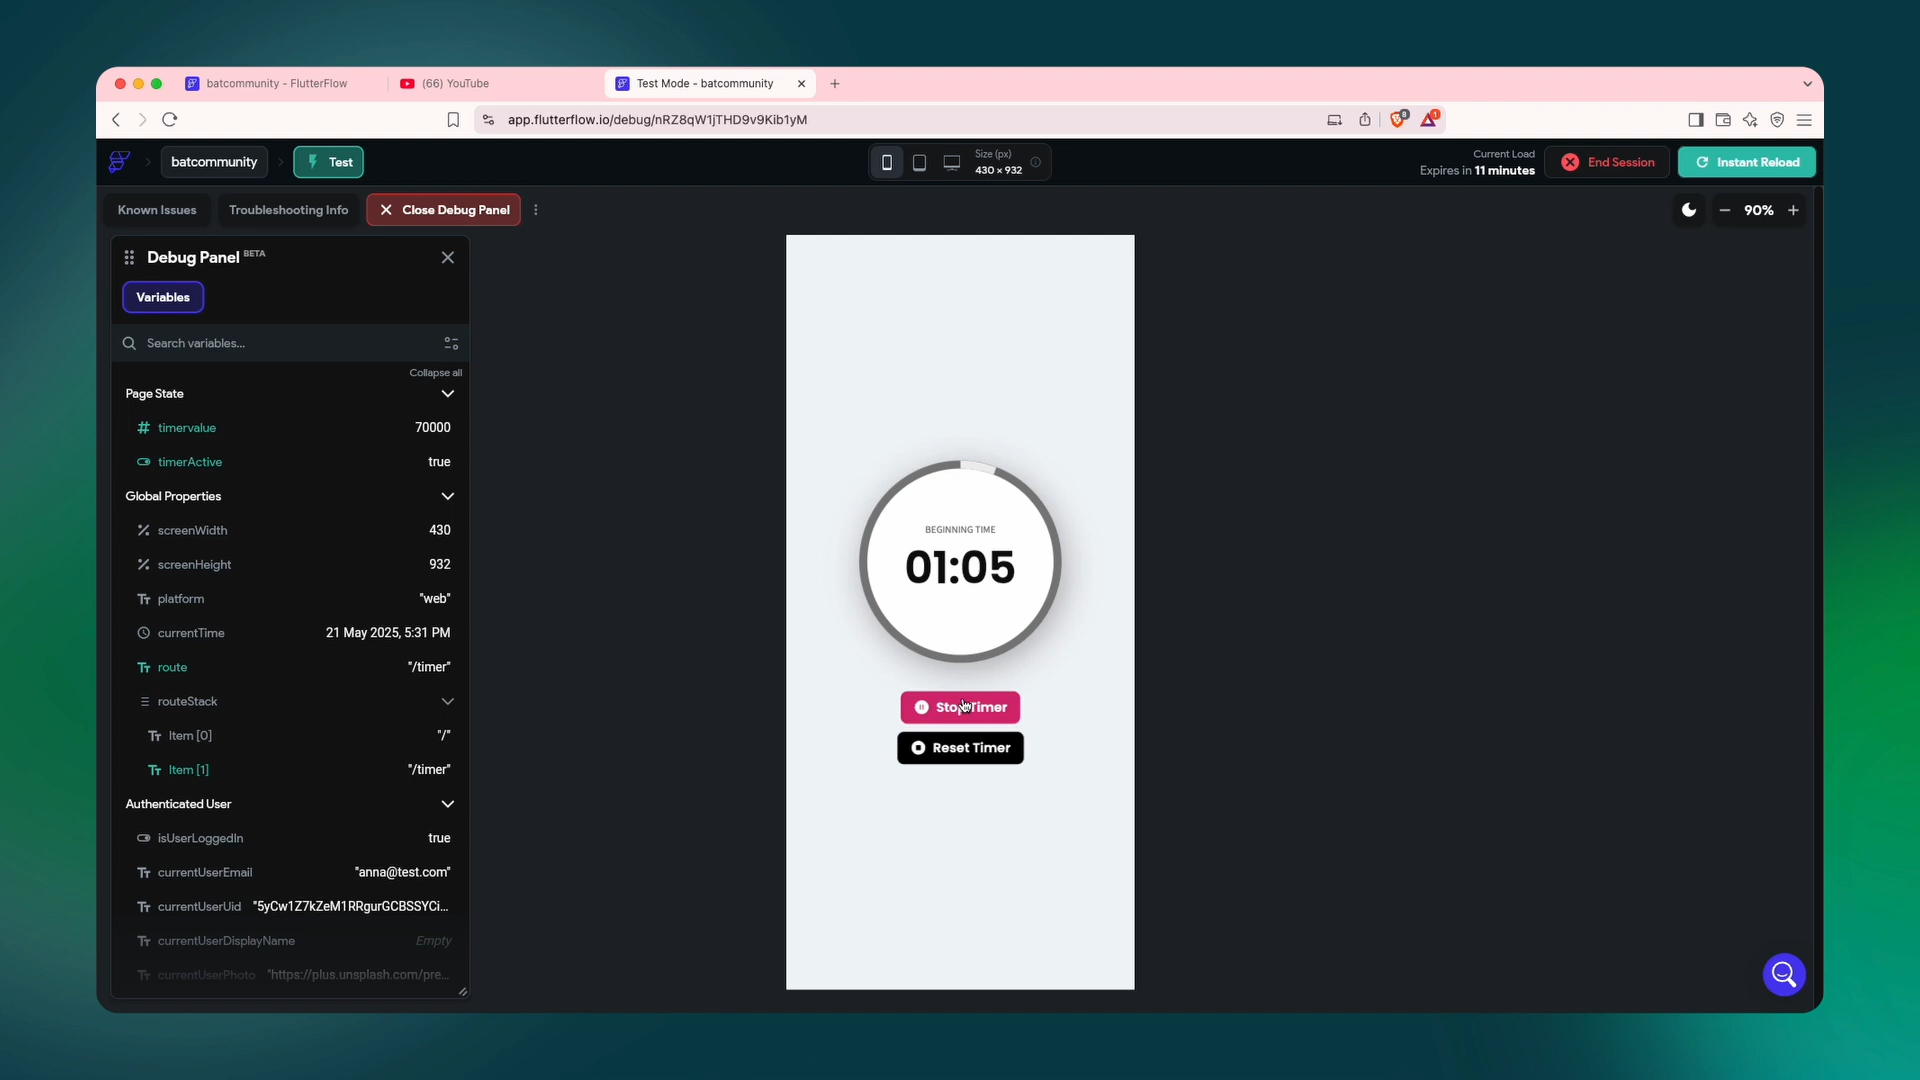 batcommunity - FlutterFlow
(66) YouTube
Test Mode - batcommunity
app.flutterflow.io/debug/nRZ8qW1jTHD9v9Kib1yM
8
1
batcommunity
Test
Size (px)
430 × 932
Current Load
Expires in 11 minutes
End Session
Instant Reload
Known Issues
Troubleshooting Info
Close Debug Panel
90%
Debug Panel BETA
Variables
Search variables...
Collapse all
Page State
timervalue 70000
timerActive true
Global Properties
screenWidth 430
screenHeight 932
platform "web"
currentTime 21 May 2025, 5:31 PM
route "/timer"
routeStack
Item [0] "/"
Item [1] "/timer"
Authenticated User
isUserLoggedIn true
currentUserEmail "anna@test.com"
currentUserUid "5yCw1Z7kZeM1RRgurGCBSSYCi...
currentUserDisplayName Empty
currentUserPhoto "https://plus.unsplash.com/pre...
BEGINNING TIME
01:05
Stop Timer
Reset Timer